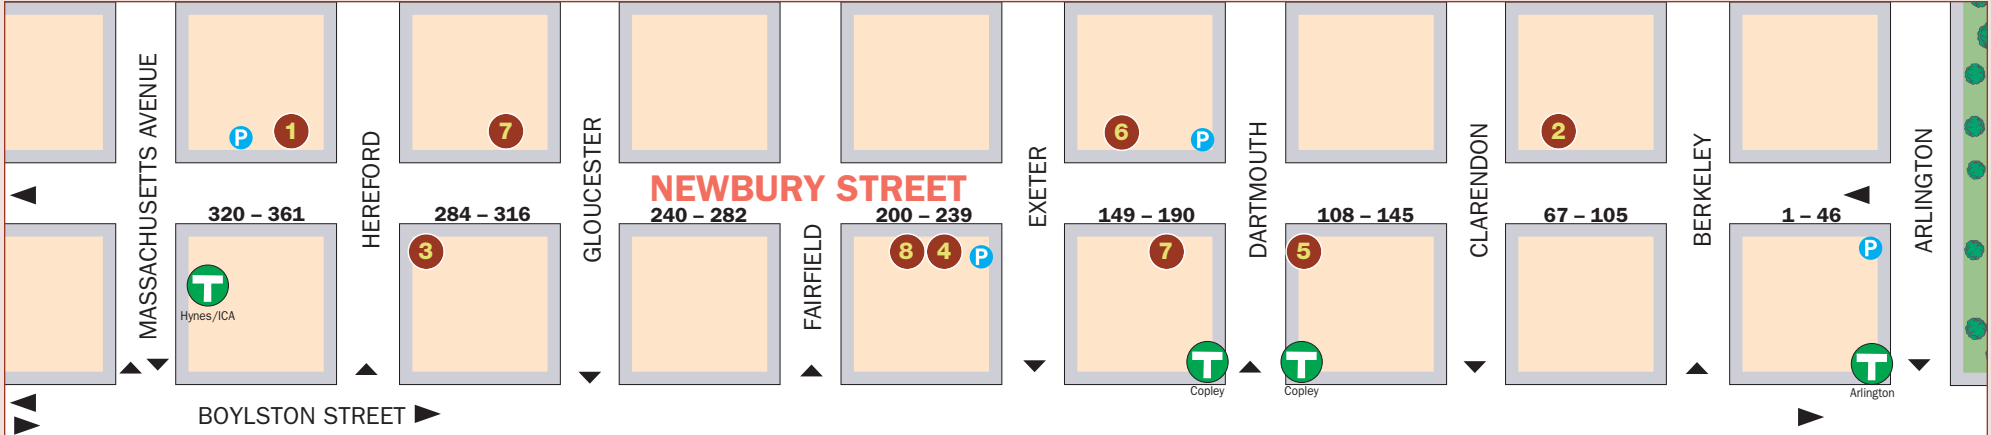 MASSACHUSETTS AVENUE
HEREFORD
GLOUCESTER
FAIRFIELD
EXETER
DARTMOUTH
CLARENDON
BERKELEY
ARLINGTON
P 1
7
6 P
2
NEWBURY STREET
320 – 361
284 – 316
240 – 282
200 – 239
149 – 190
108 – 145
67 – 105
1 – 46
3
8 4 P
7
5
P
T
Hynes/ICA
T
Copley
T
Copley
T
Arlington
BOYLSTON STREET